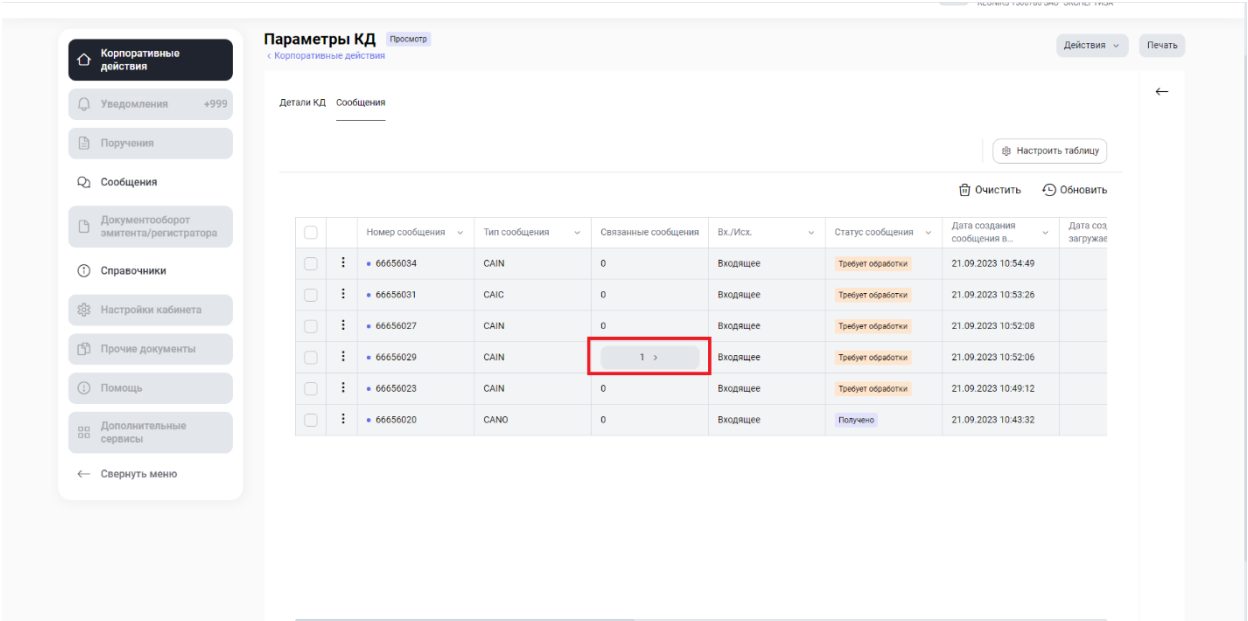 Параметры КД Просмотр
< Корпоративные действия
Действия
Печать
Корпоративные
действия
Уведомления +999
Поручения
Сообщения
Документооборот
эмитента/регистратора
Справочники
Настройки кабинета
Прочие документы
Помощь
Дополнительные
сервисы
Свернуть меню
Детали КД Сообщения
Настроить таблицу
Очистить Обновить
Номер сообщения Тип сообщения Связанные сообщения Вх./Исх. Статус сообщения Дата создания сообщения в... Дата соз, загружае
66656034 CAIN 0 Входящее Требует обработки 21.09.2023 10:54:49
66656031 CAIC 0 Входящее Требует обработки 21.09.2023 10:53:26
66656027 CAIN 0 Входящее Требует обработки 21.09.2023 10:52:08
66656029 CAIN 1 > Входящее Требует обработки 21.09.2023 10:52:06
66656023 CAIN 0 Входящее Требует обработки 21.09.2023 10:49:12
66656020 CANO 0 Входящее Получено 21.09.2023 10:43:32